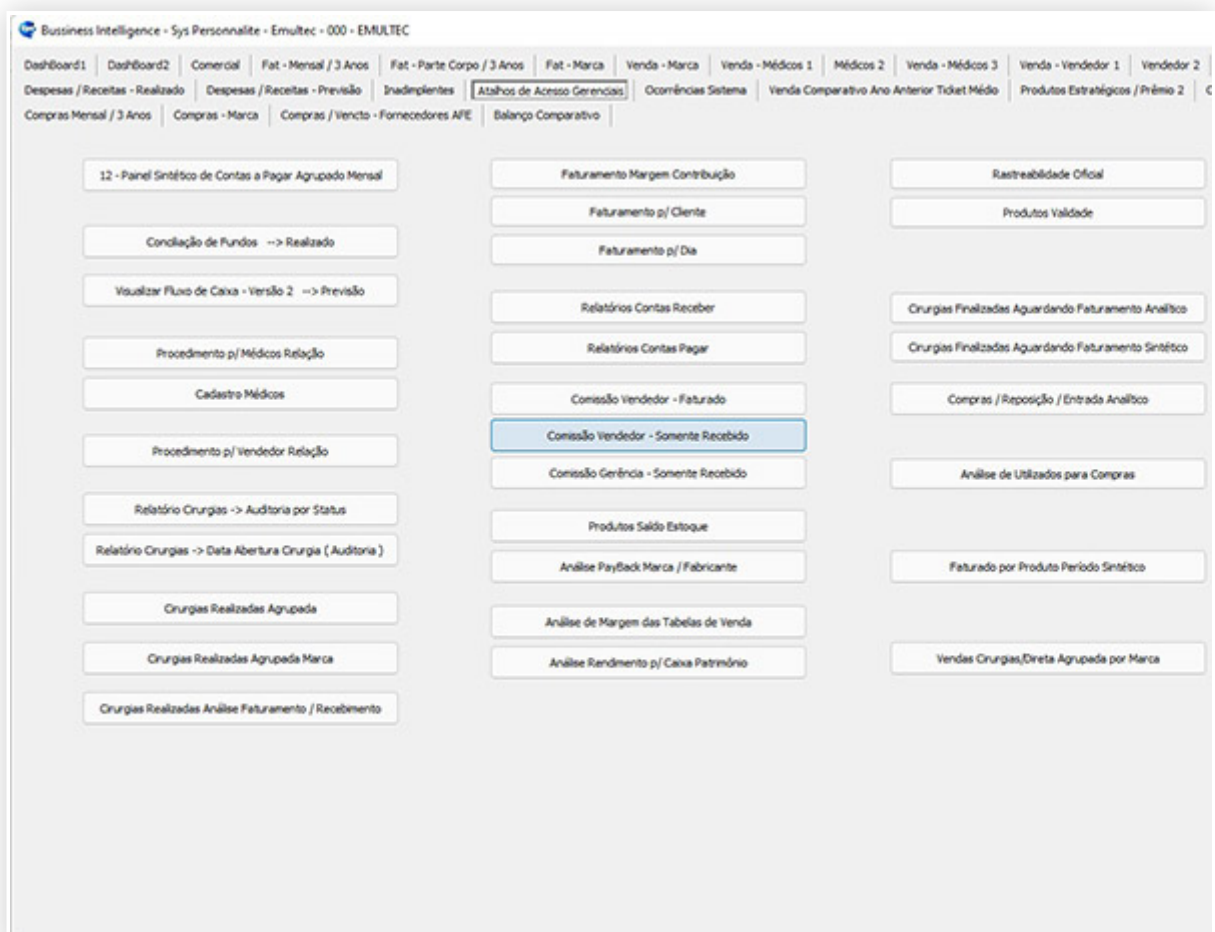 Bussiness Intelligence - Sys Personnalite - Emultec - 000 - EMULTEC
DashBoard1 DashBoard2 Comercial Fat - Mensal / 3 Anos Fat - Parte Corpo / 3 Anos Fat - Marca Venda - Marca Venda - Médicos 1 Médicos 2 Venda - Médicos 3 Venda - Vendedor 1 Vendedor 2
Despesas / Receitas - Realizado Despesas / Receitas - Previsão Inadimplentes Atalhos de Acesso Gerenciais Ocorrências Sistema Venda Comparativo Ano Anterior Ticket Médio Produtos Estratégicos / Prêmio 2
Compras Mensal / 3 Anos Compras - Marca Compras / Vencto - Fornecedores AFE Balanço Comparativo
12 - Painel Sintético de Contas a Pagar Agrupado Mensal
Conciliação de Fundos --> Realizado
Visualizar Fluxo de Caixa - Versão 2 --> Previsão
Procedimento p/ Médicos Relação
Cadastro Médicos
Procedimento p/ Vendedor Relação
Relatório Cirurgias -> Auditoria por Status
Relatório Cirurgias -> Data Abertura Cirurgia ( Auditoria )
Cirurgias Realizadas Agrupada
Cirurgias Realizadas Agrupada Marca
Cirurgias Realizadas Análise Faturamento / Recebimento
Faturamento Margem Contribuição
Faturamento p/ Cliente
Faturamento p/ Dia
Relatórios Contas Receber
Relatórios Contas Pagar
Comissão Vendedor - Faturado
Comissão Vendedor - Somente Recebido
Comissão Gerência - Somente Recebido
Produtos Saldo Estoque
Análise PayBack Marca / Fabricante
Análise de Margem das Tabelas de Venda
Análise Rendimento p/ Caixa Patrimônio
Rastreabilidade Oficial
Produtos Validade
Cirurgias Finalizadas Aguardando Faturamento Analítico
Cirurgias Finalizadas Aguardando Faturamento Sintético
Compras / Reposição / Entrada Analítico
Análise de Utilizados para Compras
Faturado por Produto Período Sintético
Vendas Cirurgias/Direta Agrupada por Marca